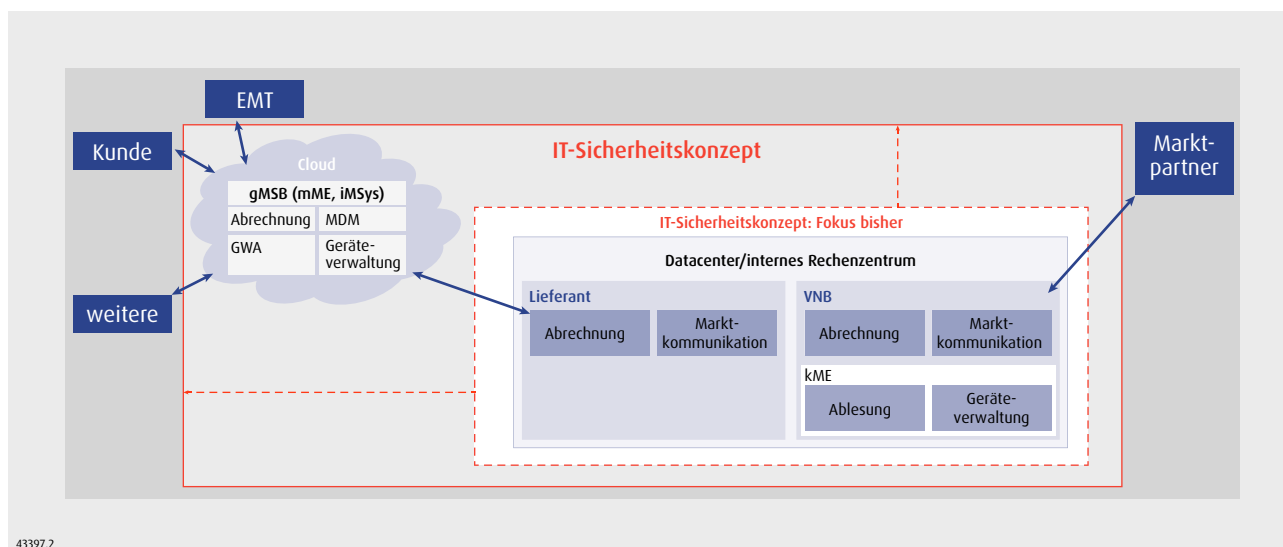 EMT
Kunde
weitere
Cloud
gMSB (mME, iMSys)
Abrechnung
MDM
GWA
Geräte-
verwaltung
IT-Sicherheitskonzept
Markt-
partner
IT-Sicherheitskonzept: Fokus bisher
Datacenter/internes Rechenzentrum
Lieferant
Abrechnung
Markt-
kommunikation
VNB
Abrechnung
Markt-
kommunikation
kME
Ablesung
Geräte-
verwaltung
43397.2